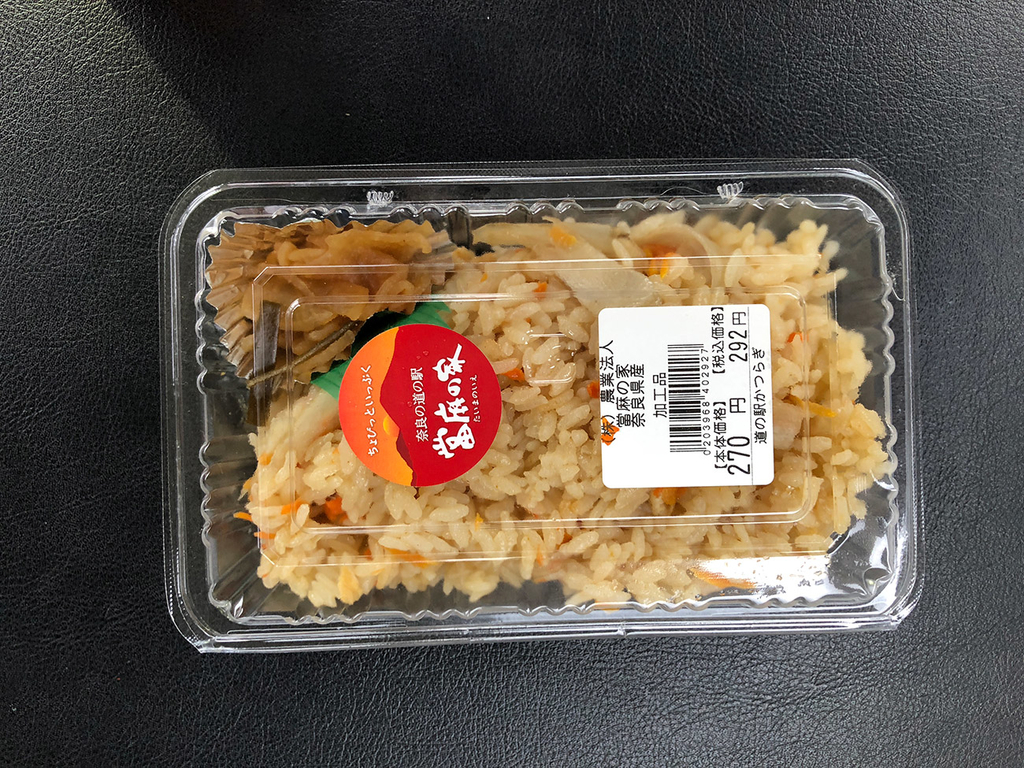 ちょびっといっぷく
奈良の道の駅
當麻の家
たいまのいえ
(株)農業法人
當麻の家
奈良県産
加工品
0203968402927
【本体価格】 【税込価格】
270 円 292 円
道の駅かつらぎ